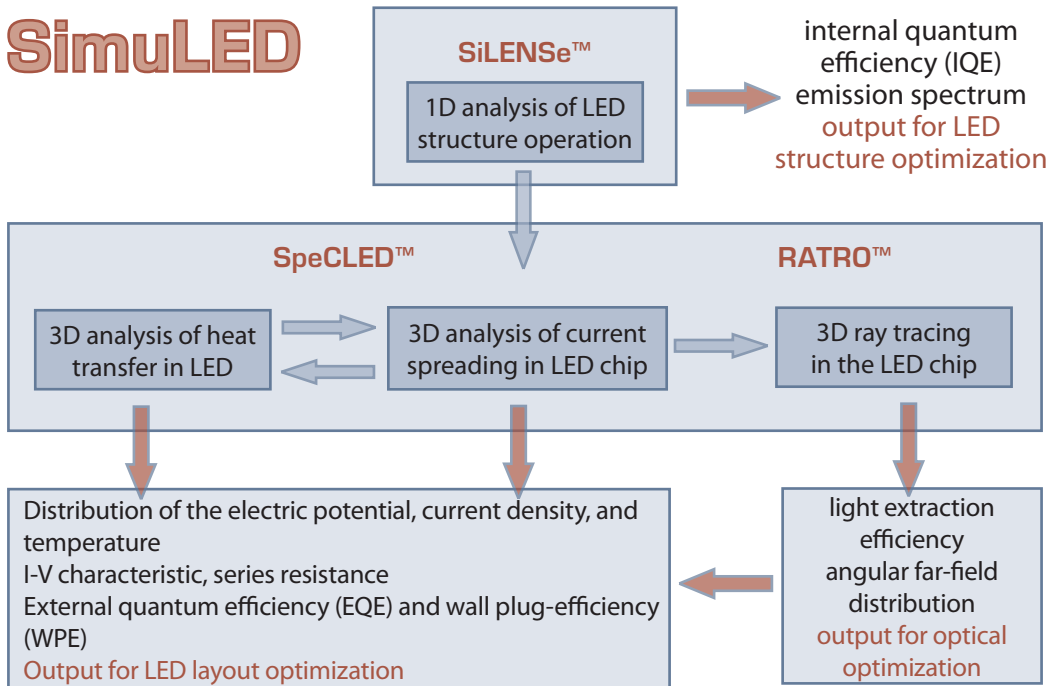 SimuLED
SiLENSe™
1D analysis of LED
structure operation
internal quantum
efficiency (IQE)
emission spectrum
output for LED
structure optimization
SpeCLED™
RATRO™
3D analysis of heat
transfer in LED
3D analysis of current
spreading in LED chip
3D ray tracing
in the LED chip
Distribution of the electric potential, current density, and
temperature
I-V characteristic, series resistance
External quantum efficiency (EQE) and wall plug-efficiency
(WPE)
Output for LED layout optimization
light extraction
efficiency
angular far-field
distribution
output for optical
optimization